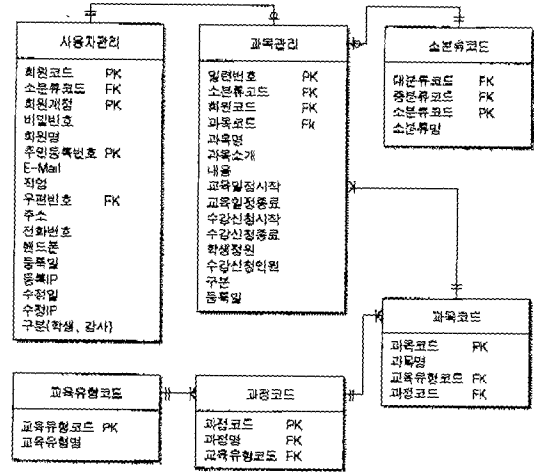 사용자관리
회원코드 PK
소분류코드 FK
회원계정 PK
비밀번호
회원명
주민등록번호 PK
E-Mail
직업
우편번호 FK
주소
전화번호
핸드폰
등록일
등록IP
수정일
수정IP
구분(학생, 강사)
과목관리
일련번호 PK
소분류코드 FK
회원코드 FK
과목코드 Fk
과목명
과목소개
내용
교육일정시작
교육일정종료
수강신청시작
수강신청종료
학생정원
수강신청인원
구분
등록일
소분류코드
대분류코드 FK
중분류코드 FK
소분류코드 PK
소분류명
과목코드
과목코드 PK
과목명
교육유형코드 FK
과정코드 FK
교육유형코드
교육유형코드 PK
교육유형명
과정코드
과정코드 PK
과정명 FK
교육유형코드 FK